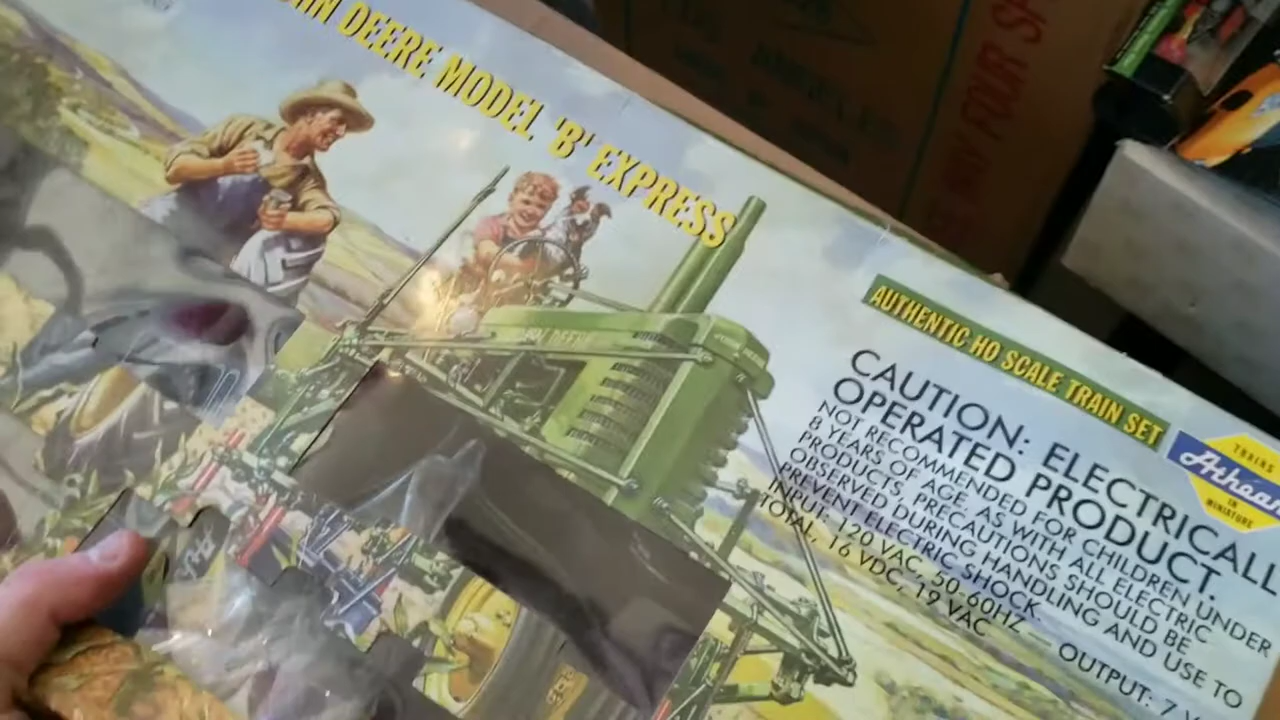 DEERE MODEL 'B' EXPRESS
AUTHENTIC HO SCALE TRAIN SET
TRAINS
Athear
IN
MINIATURE
CAUTION: ELECTRICALL
OPERATED PRODUCT.
NOT RECOMMENDED FOR CHILDREN UNDER
8 YEARS OF AGE. AS WITH ALL ELECTRIC
PRODUCTS, PRECAUTIONS SHOULD BE
OBSERVED DURING HANDLING AND USE TO
PREVENT ELECTRIC SHOCK.
INPUT, 120 VAC, 50-60HZ — OUTPUT: 7 V
TOTAL, 16 VDC, 19 VAC